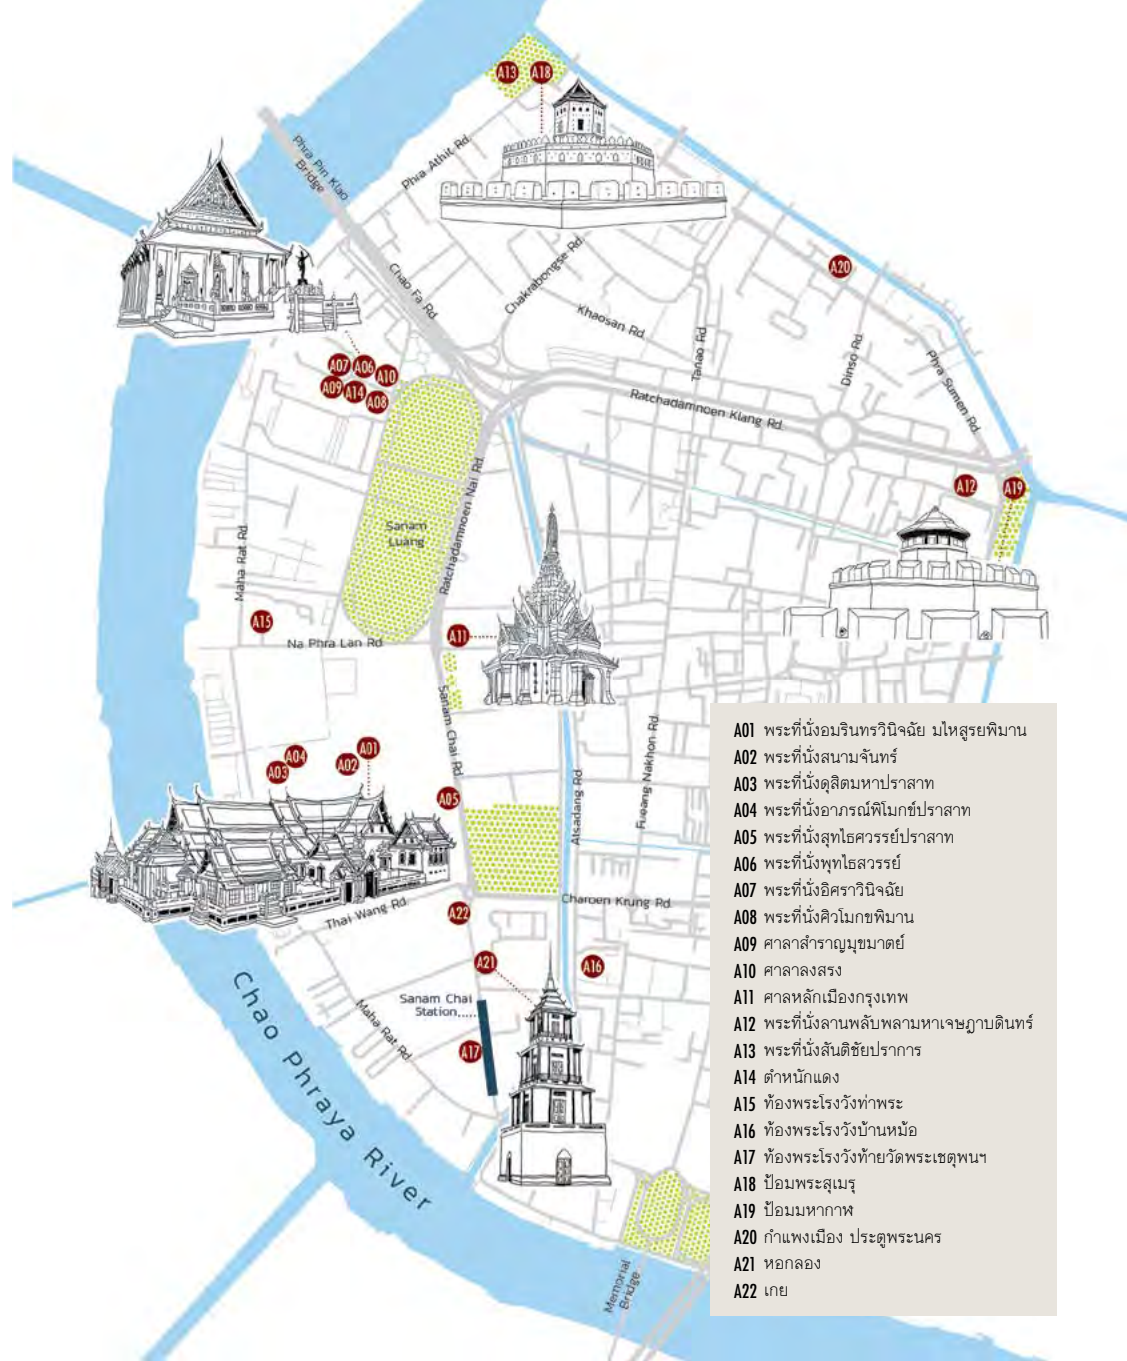 A13 A18
Phra Pin Klao
Bridge
Phia Athit Rd.
Chao Fa Rd.
Chakrabongse Rd.
Khaosan Rd.
Tanao Rd
A20
Dinso Rd
Phra Sumen Rd.
A07 A06 A10
A09 A14 A08
Ratchadamnoen Klang Rd.
A12 A19
Ratchadamnoen Nai Rd.
Sanam
Luang
Maha Rat Rd
A15
Na Phra Lan Rd
A11
Sanam Chai Rd
Fueang Nakhon Rd.
Atsadang Rd
A04 A01
A03 A02
A05
Charoen Krung Rd.
Thai Wang Rd.
A22
A21
A16
Sanam Chai
Station
Maha Rat Rd.
A17
Chao Phraya River
Memorial
Bridge
A01 พระที่นั่งอมรินทรวินิจฉัย มไหสูรยพิมาน
A02 พระที่นั่งสนามจันทร์
A03 พระที่นั่งดุสิตมหาปราสาท
A04 พระที่นั่งอาภรณ์พิโมกข์ปราสาท
A05 พระที่นั่งสุทไธศวรรย์ปราสาท
A06 พระที่นั่งพุทไธสวรรย์
A07 พระที่นั่งอิศราวินิจฉัย
A08 พระที่นั่งศิวโมกขพิมาน
A09 ศาลาสำราญมุขมาตย์
A10 ศาลาลงสรง
A11 ศาลหลักเมืองกรุงเทพ
A12 พระที่นั่งลานพลับพลามหาเจษฎาบดินทร์
A13 พระที่นั่งสันติชัยปราการ
A14 ตำหนักแดง
A15 ท้องพระโรงวังท่าพระ
A16 ท้องพระโรงวังบ้านหม้อ
A17 ท้องพระโรงวังท้ายวัดพระเชตุพนฯ
A18 ป้อมพระสุเมรุ
A19 ป้อมมหากาฬ
A20 กำแพงเมือง ประตูพระนคร
A21 หอกลอง
A22 เกย